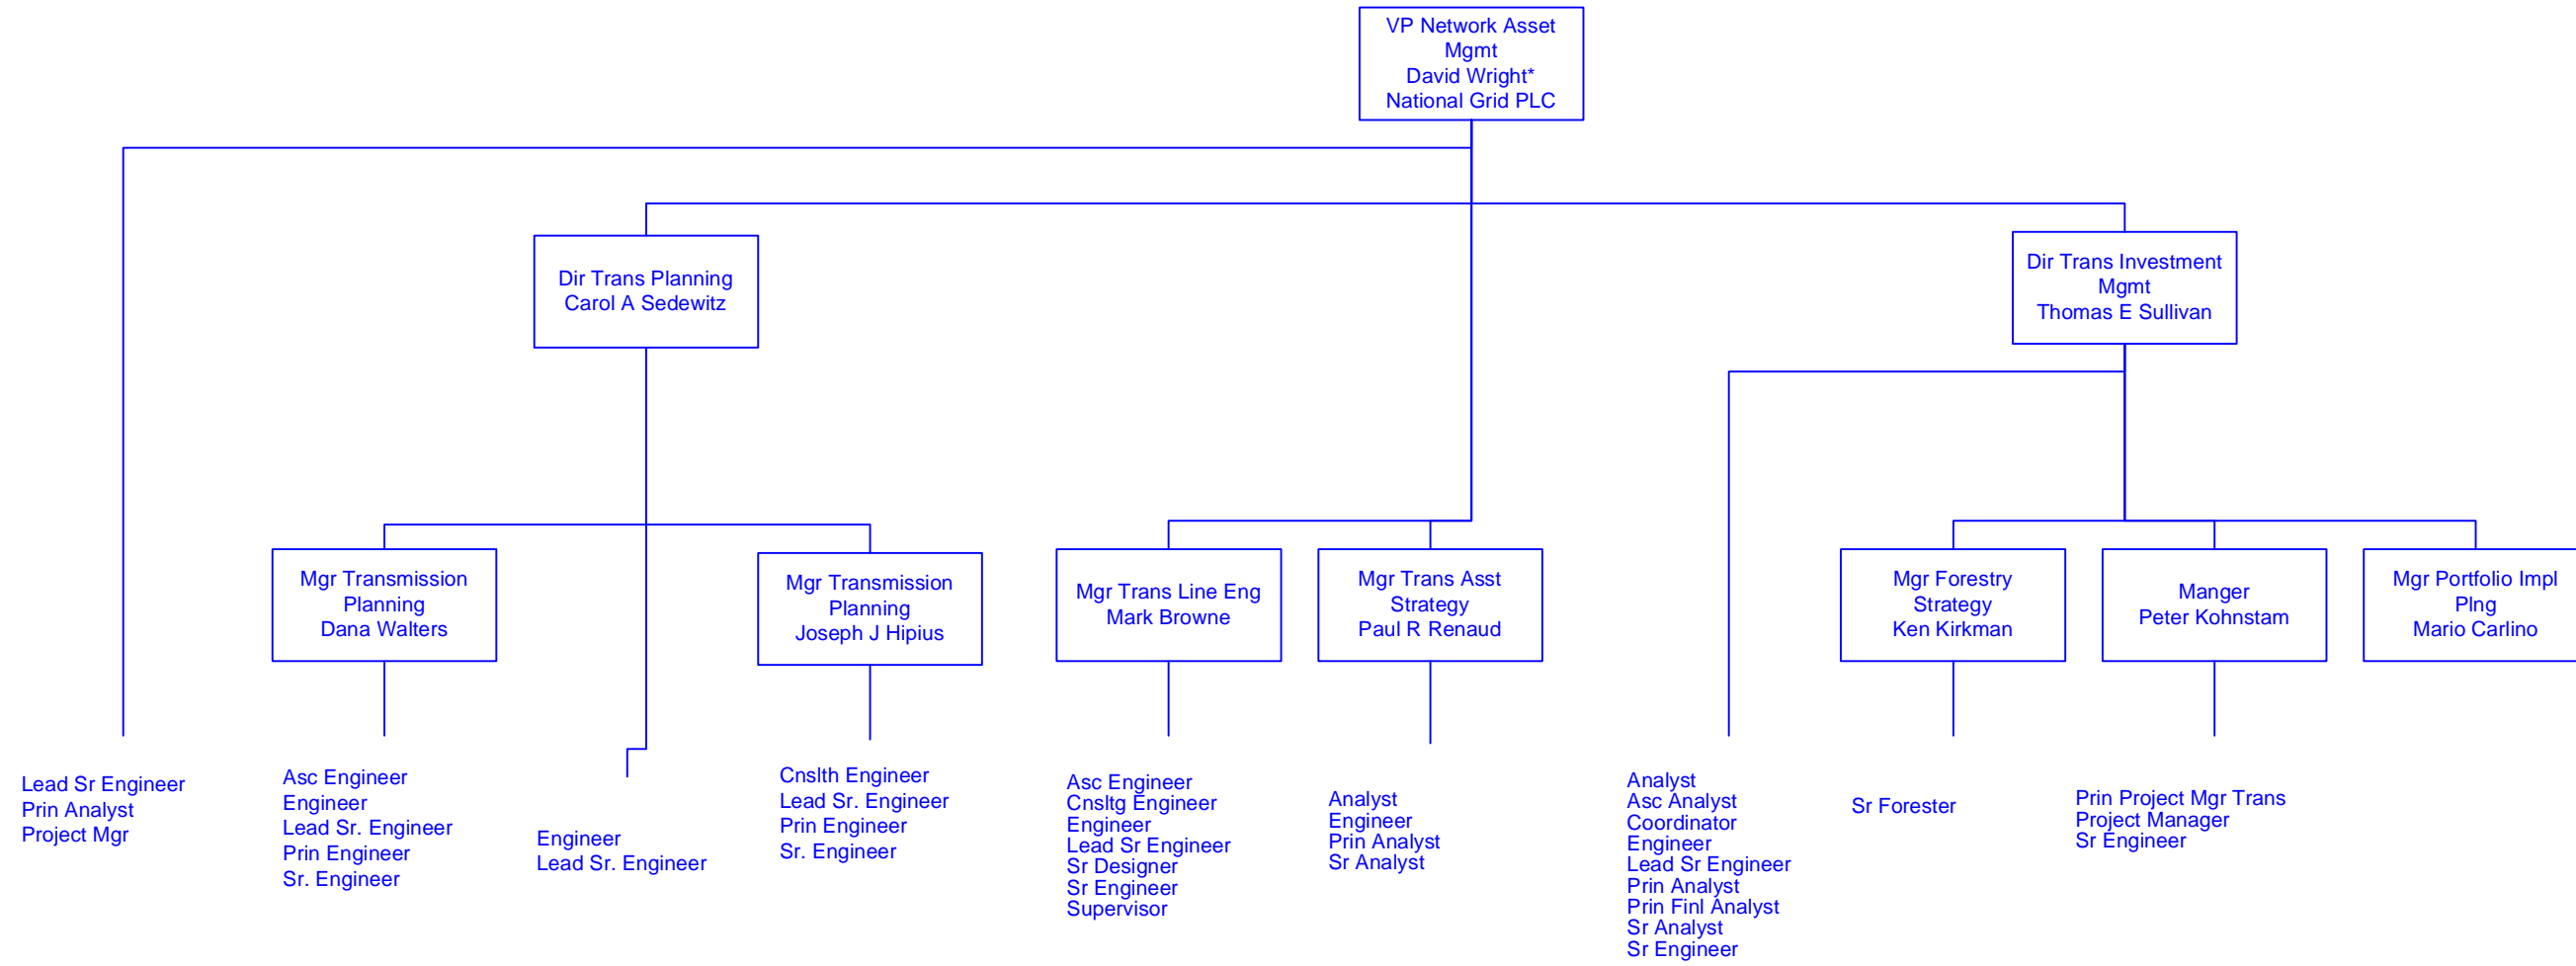 VP Network Asset
Mgmt
David Wright*
National Grid PLC
Dir Trans Planning
Carol A Sedewitz
Dir Trans Investment
Mgmt
Thomas E Sullivan
Mgr Transmission
Planning
Dana Walters
Mgr Transmission
Planning
Joseph J Hipius
Mgr Trans Line Eng
Mark Browne
Mgr Trans Asst
Strategy
Paul R Renaud
Mgr Forestry
Strategy
Ken Kirkman
Manger
Peter Kohnstam
Mgr Portfolio Impl
Plng
Mario Carlino
Lead Sr Engineer
Prin Analyst
Project Mgr
Asc Engineer
Engineer
Lead Sr. Engineer
Prin Engineer
Sr. Engineer
Engineer
Lead Sr. Engineer
Cnslth Engineer
Lead Sr. Engineer
Prin Engineer
Sr. Engineer
Asc Engineer
Cnsltg Engineer
Engineer
Lead Sr Engineer
Sr Designer
Sr Engineer
Supervisor
Analyst
Engineer
Prin Analyst
Sr Analyst
Analyst
Asc Analyst
Coordinator
Engineer
Lead Sr Engineer
Prin Analyst
Prin Finl Analyst
Sr Analyst
Sr Engineer
Sr Forester
Prin Project Mgr Trans
Project Manager
Sr Engineer